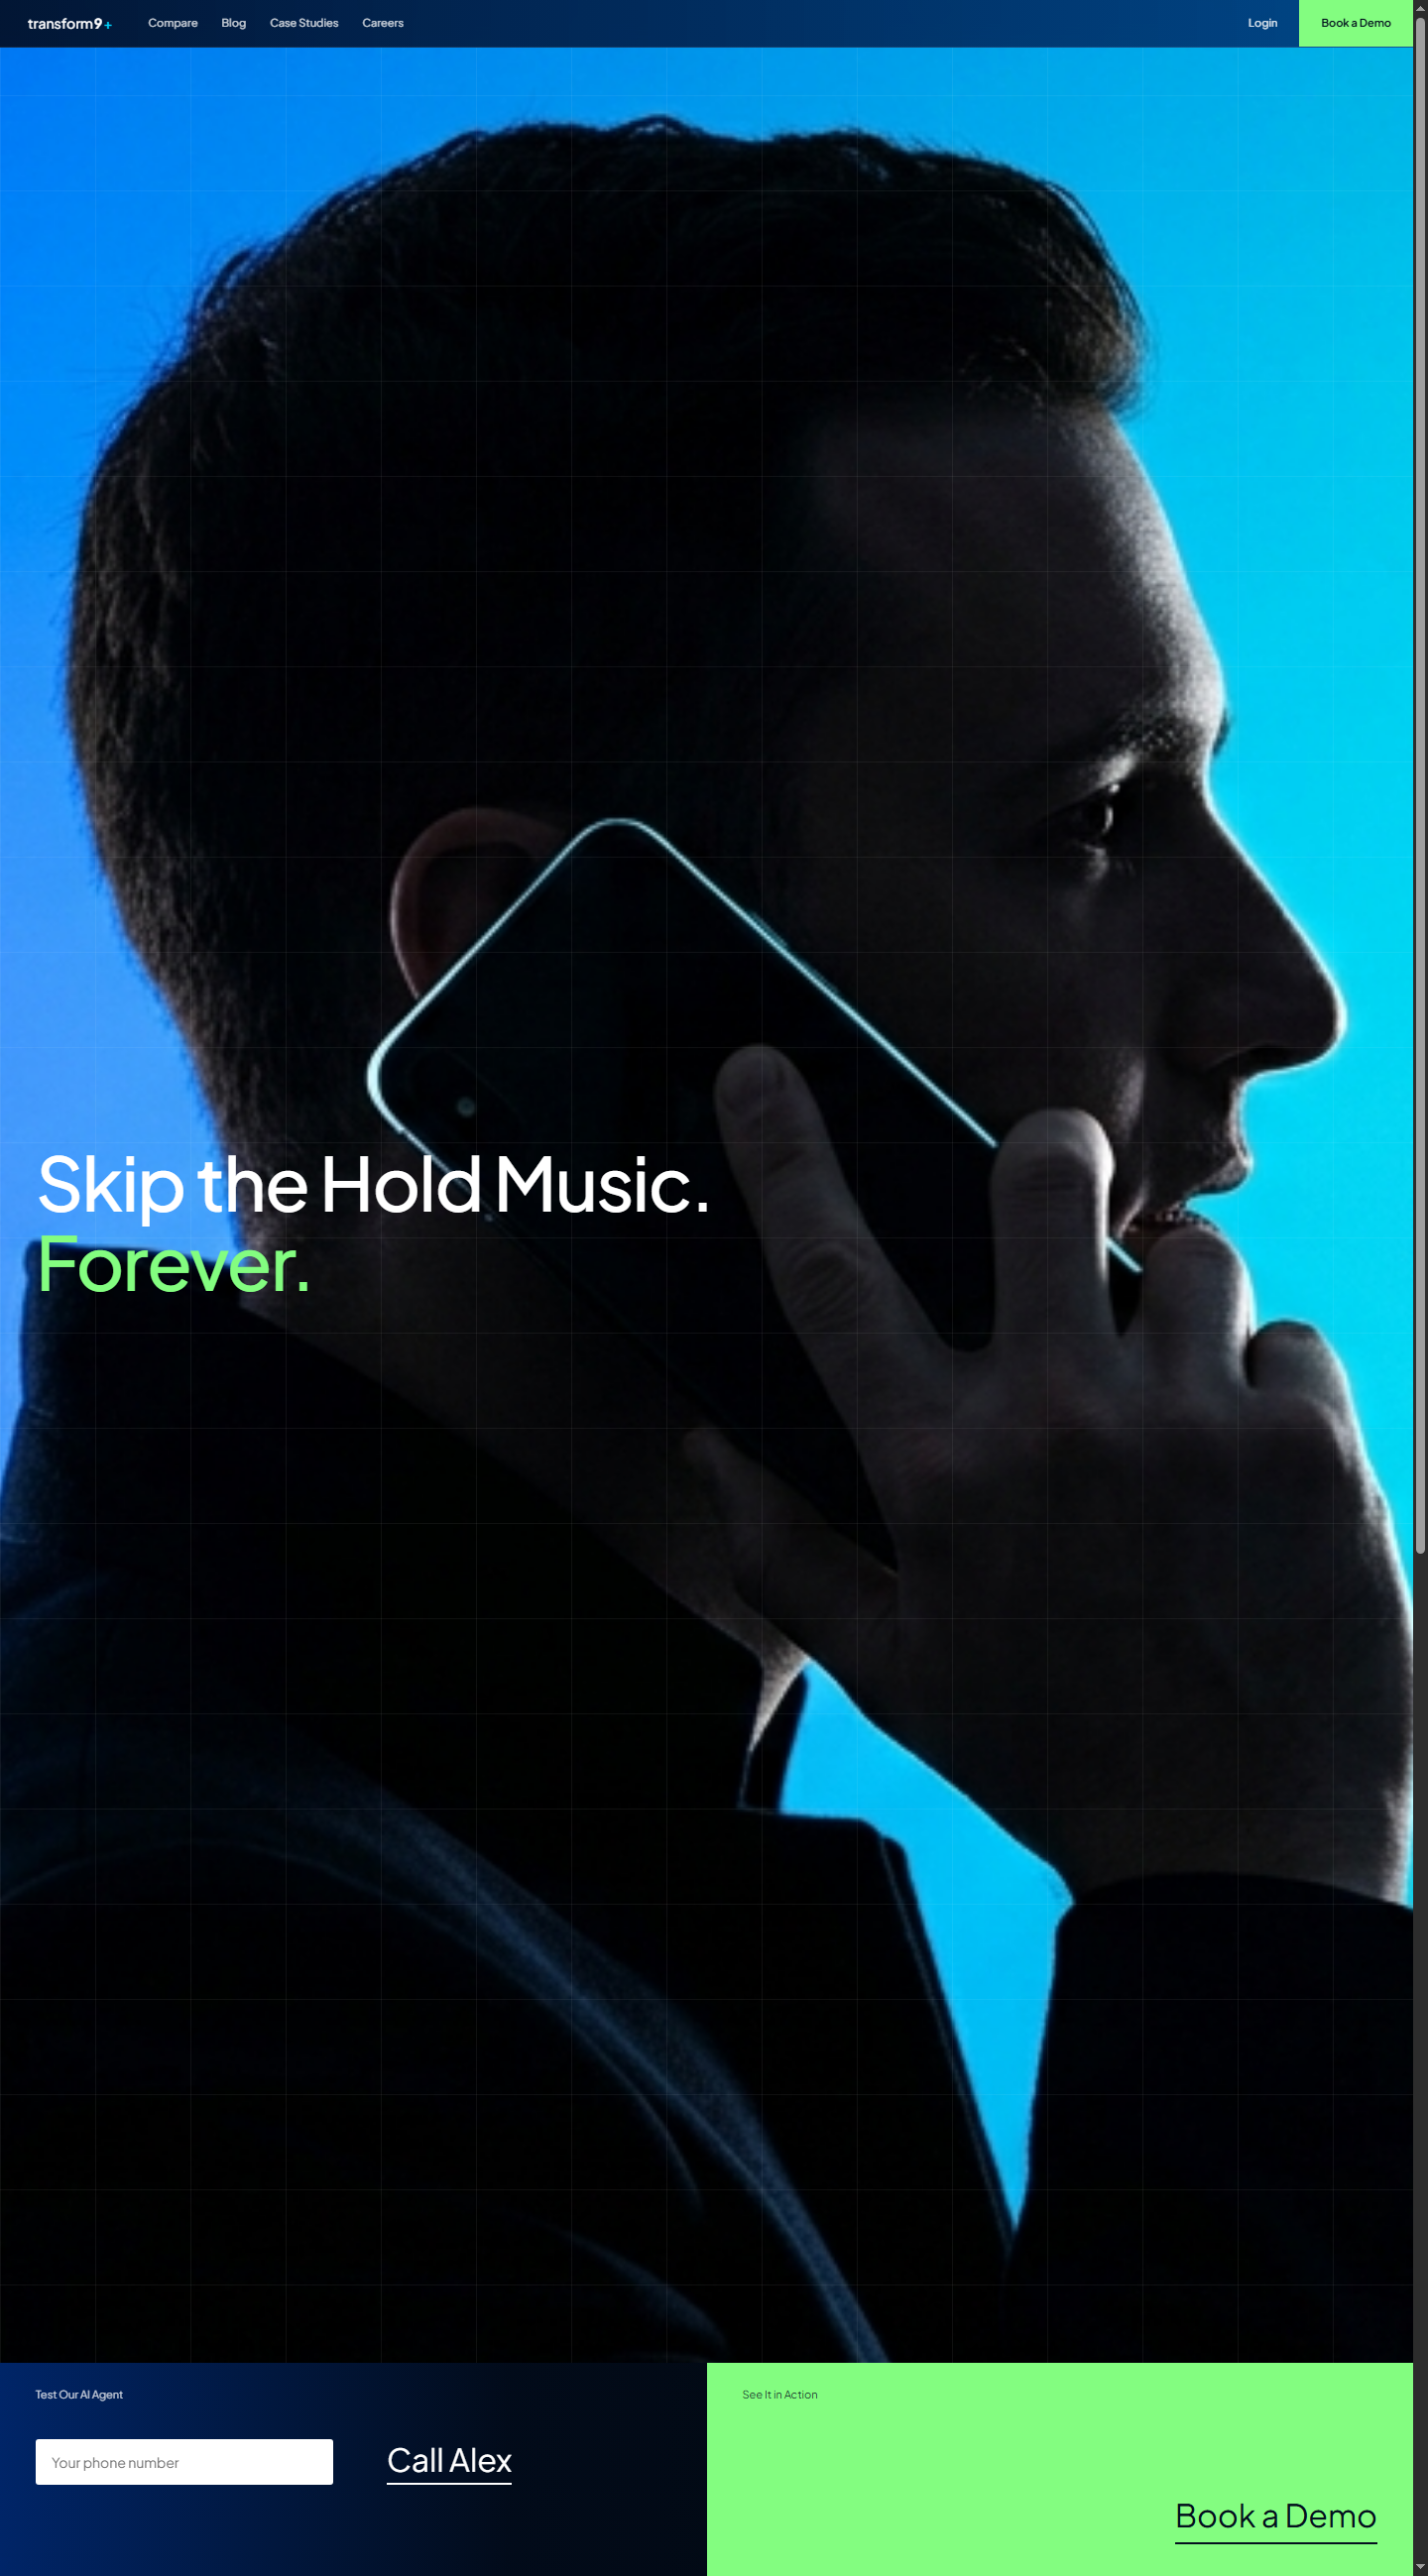 transform9+
Compare
Blog
Case Studies
Careers
Login
Book a Demo
Skip the Hold Music.
Forever.
Test Our AI Agent
Your phone number
Call Alex
See It in Action
Book a Demo